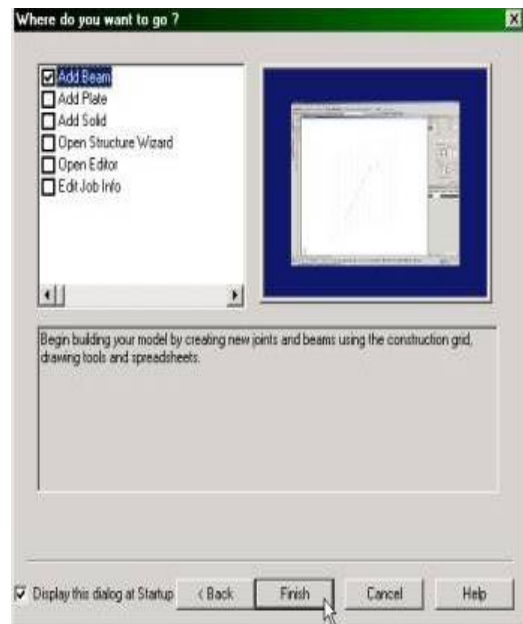 Where do you want to go ?
Add Beam
Add Plate
Add Solid
Open Structure Wizard
Open Editor
Edit Job Info
Begin building your model by creating new joints and beams using the construction grid,
drawing tools and spreadsheets.
Display this dialog at Startup
< Back
Finish
Cancel
Help